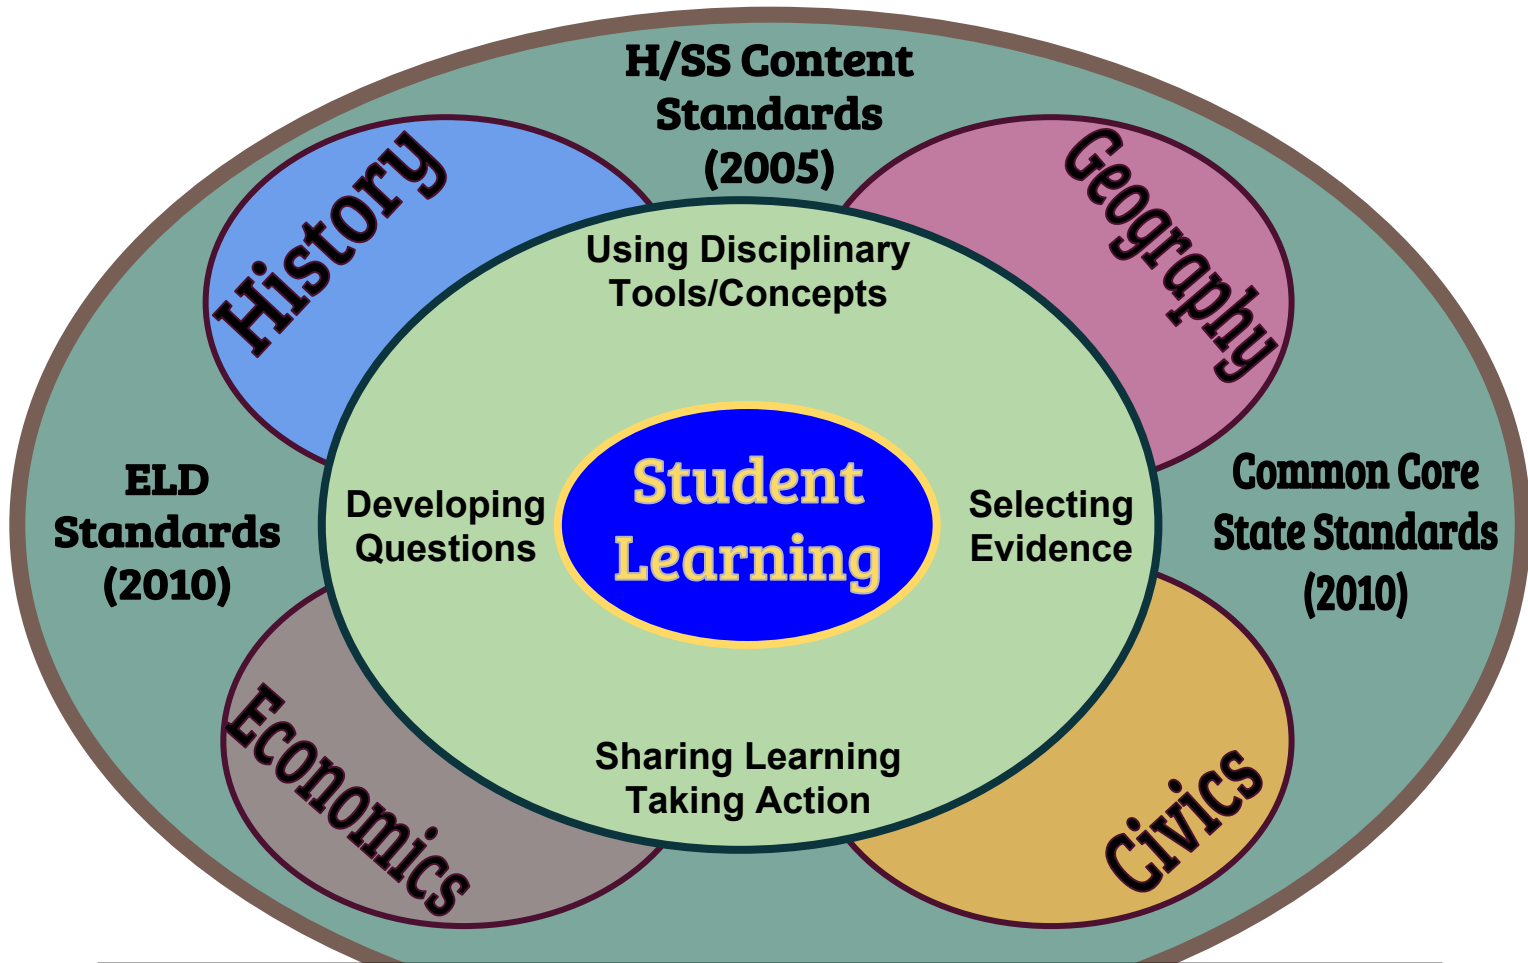 H/SS Content
Standards
(2005)
History
Geography
Using Disciplinary
Tools/Concepts
ELD
Standards
(2010)
Developing
Questions
Student
Learning
Selecting
Evidence
Common Core
State Standards
(2010)
Economics
Sharing Learning
Taking Action
Civics